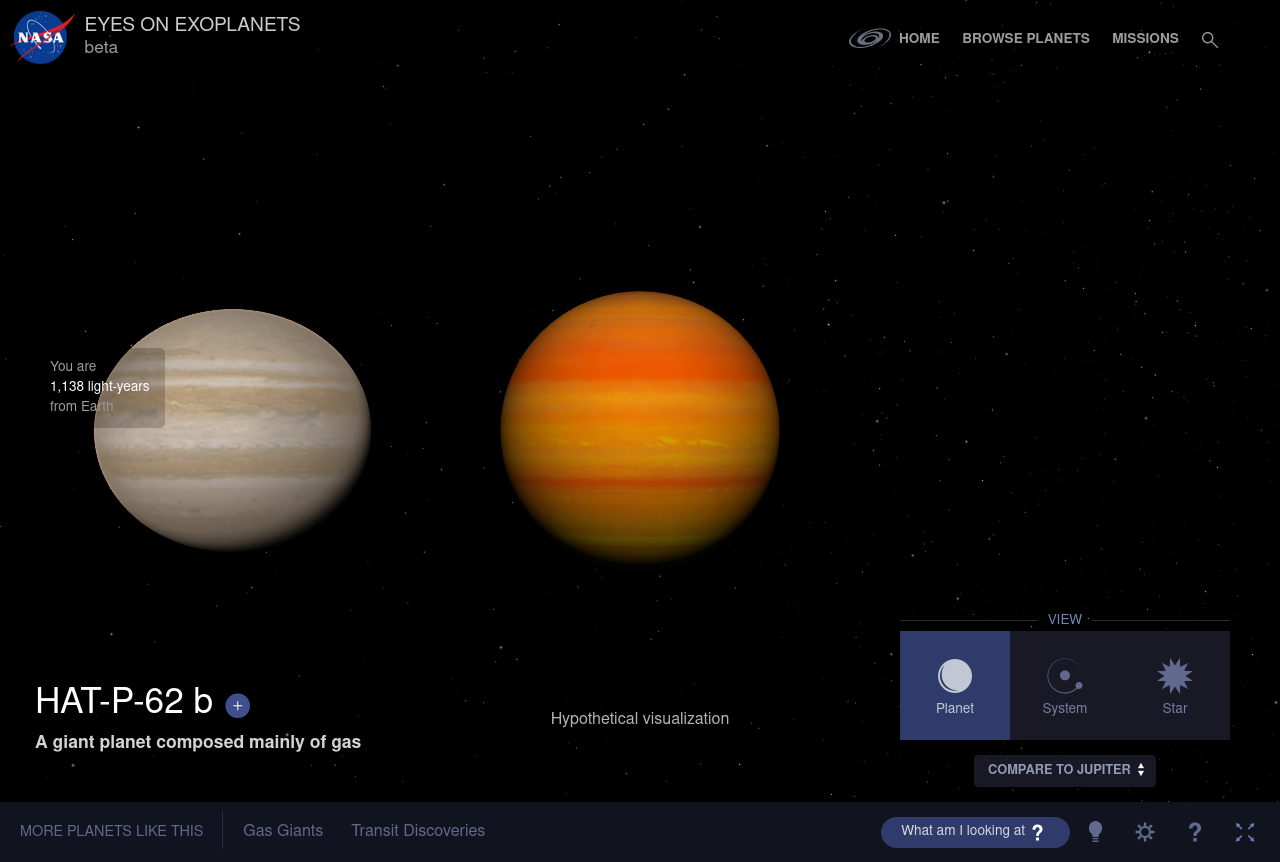 NASA
EYES ON EXOPLANETS
beta
HOME
BROWSE PLANETS
MISSIONS
You are
1,138 light-years
from Earth
VIEW
Planet
System
Star
HAT-P-62 b +
A giant planet composed mainly of gas
Hypothetical visualization
COMPARE TO JUPITER
MORE PLANETS LIKE THIS
Gas Giants
Transit Discoveries
What am I looking at ?
?